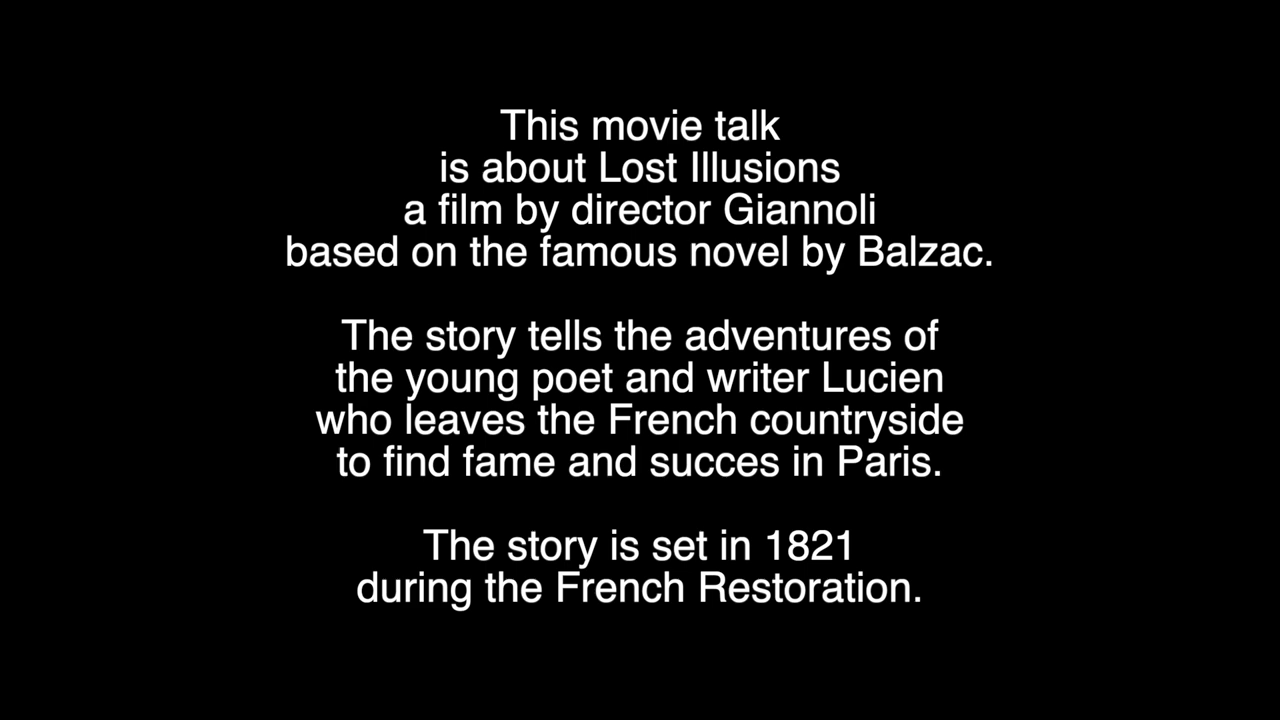 This movie talk
is about Lost Illusions
a film by director Giannoli
based on the famous novel by Balzac.
The story tells the adventures of
the young poet and writer Lucien
who leaves the French countryside
to find fame and succes in Paris.
The story is set in 1821
during the French Restoration.